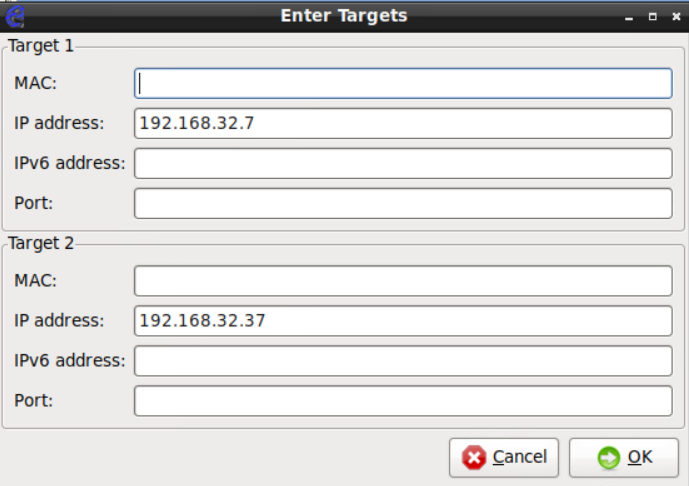 Enter Targets
Target 1
MAC:
IP address: 192.168.32.7
IPv6 address:
Port:
Target 2
MAC:
IP address: 192.168.32.37
IPv6 address:
Port:
Cancel OK